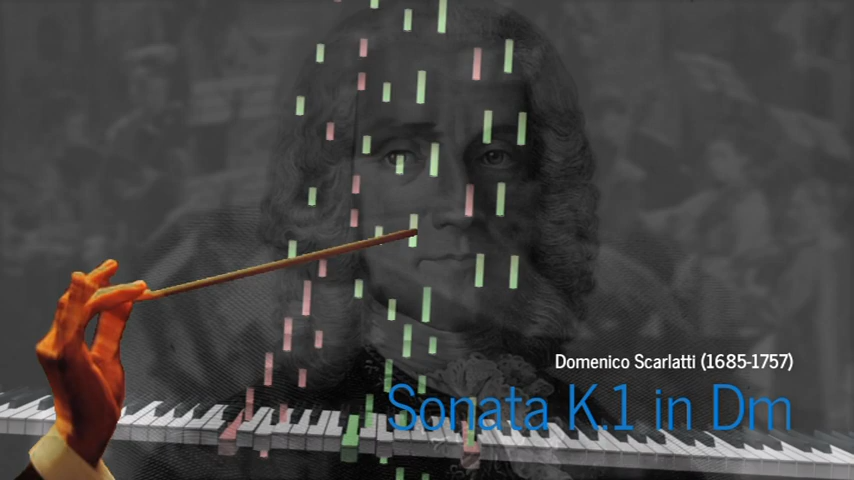 Domenico Scarlatti (1685-1757)
Sonata K.1 in Dm